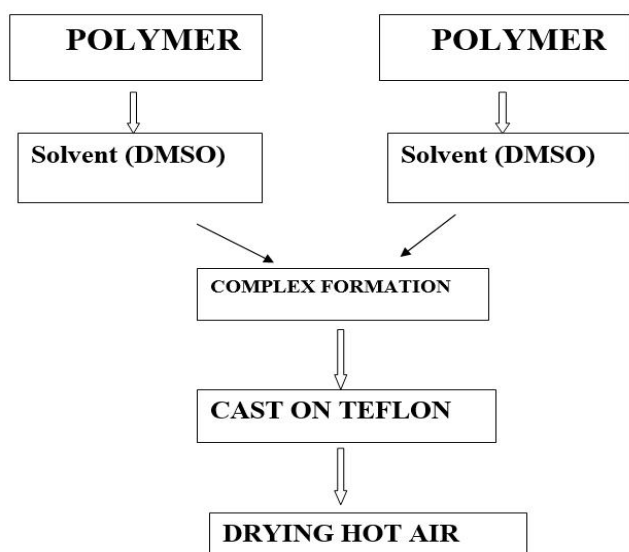 POLYMER
POLYMER
Solvent (DMSO)
Solvent (DMSO)
COMPLEX FORMATION
CAST ON TEFLON
DRYING HOT AIR